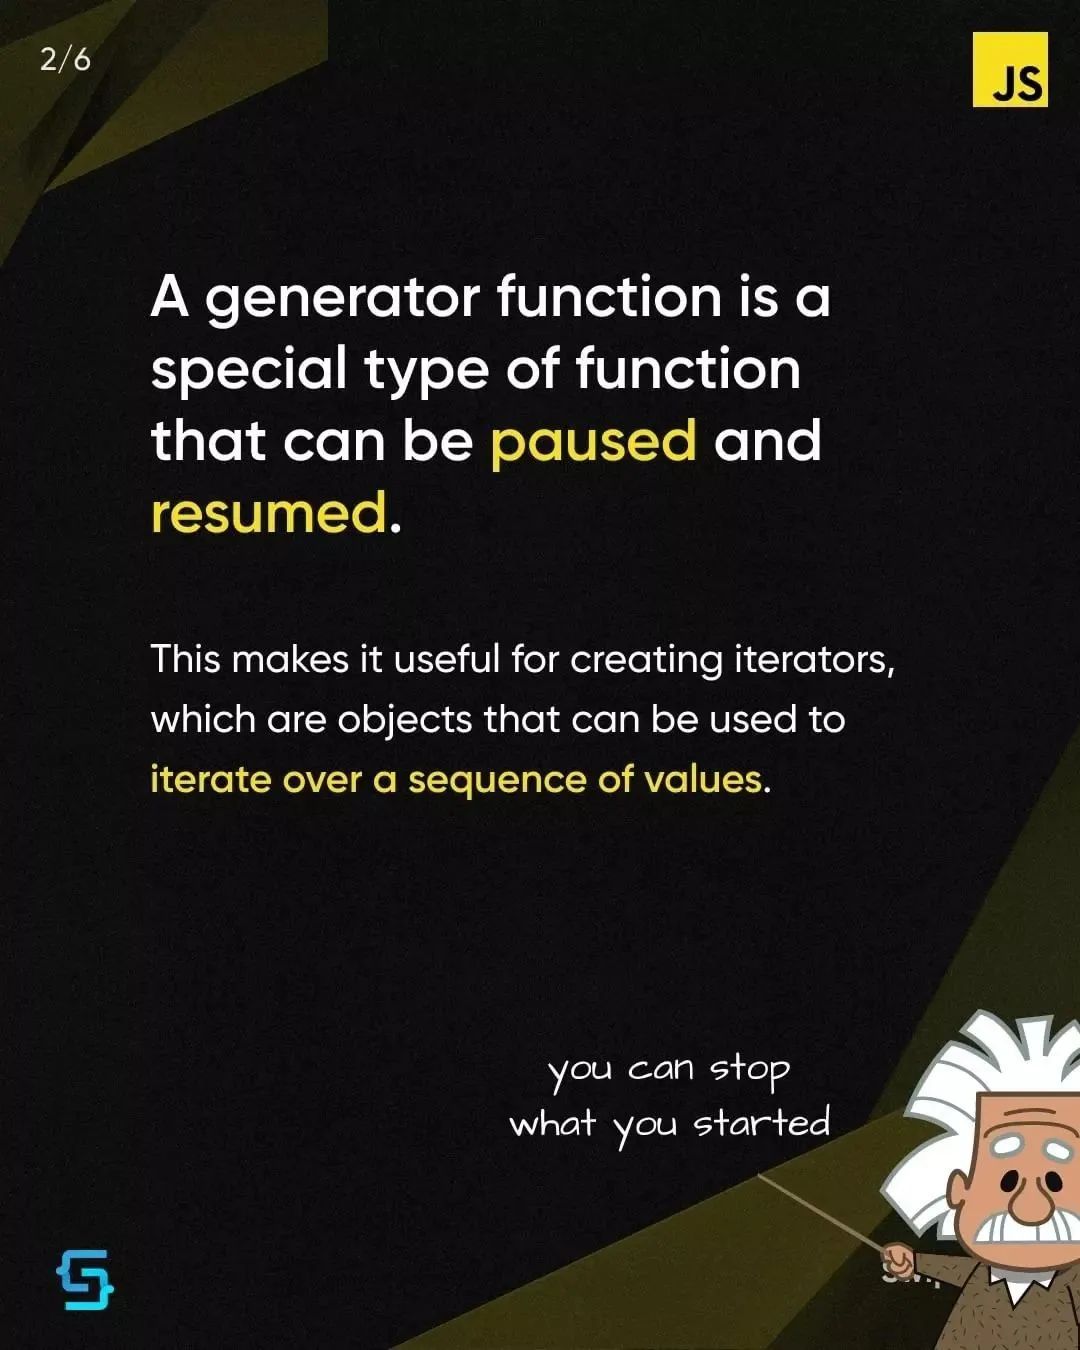 2/6
JS
A generator function is a
special type of function
that can be paused and
resumed.
This makes it useful for creating iterators,
which are objects that can be used to
iterate over a sequence of values.
you can stop
what you started